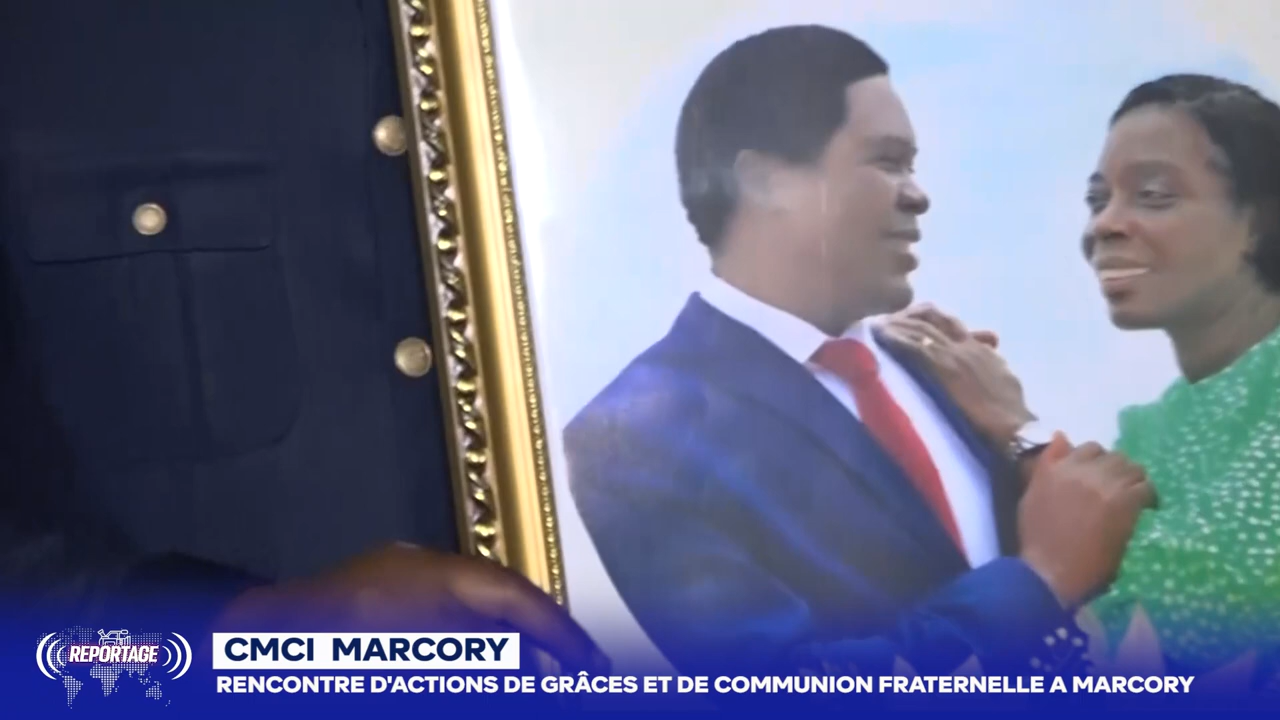 REPORTAGE
CMCI MARCORY
RENCONTRE D'ACTIONS DE GRÂCES ET DE COMMUNION FRATERNELLE A MARCORY